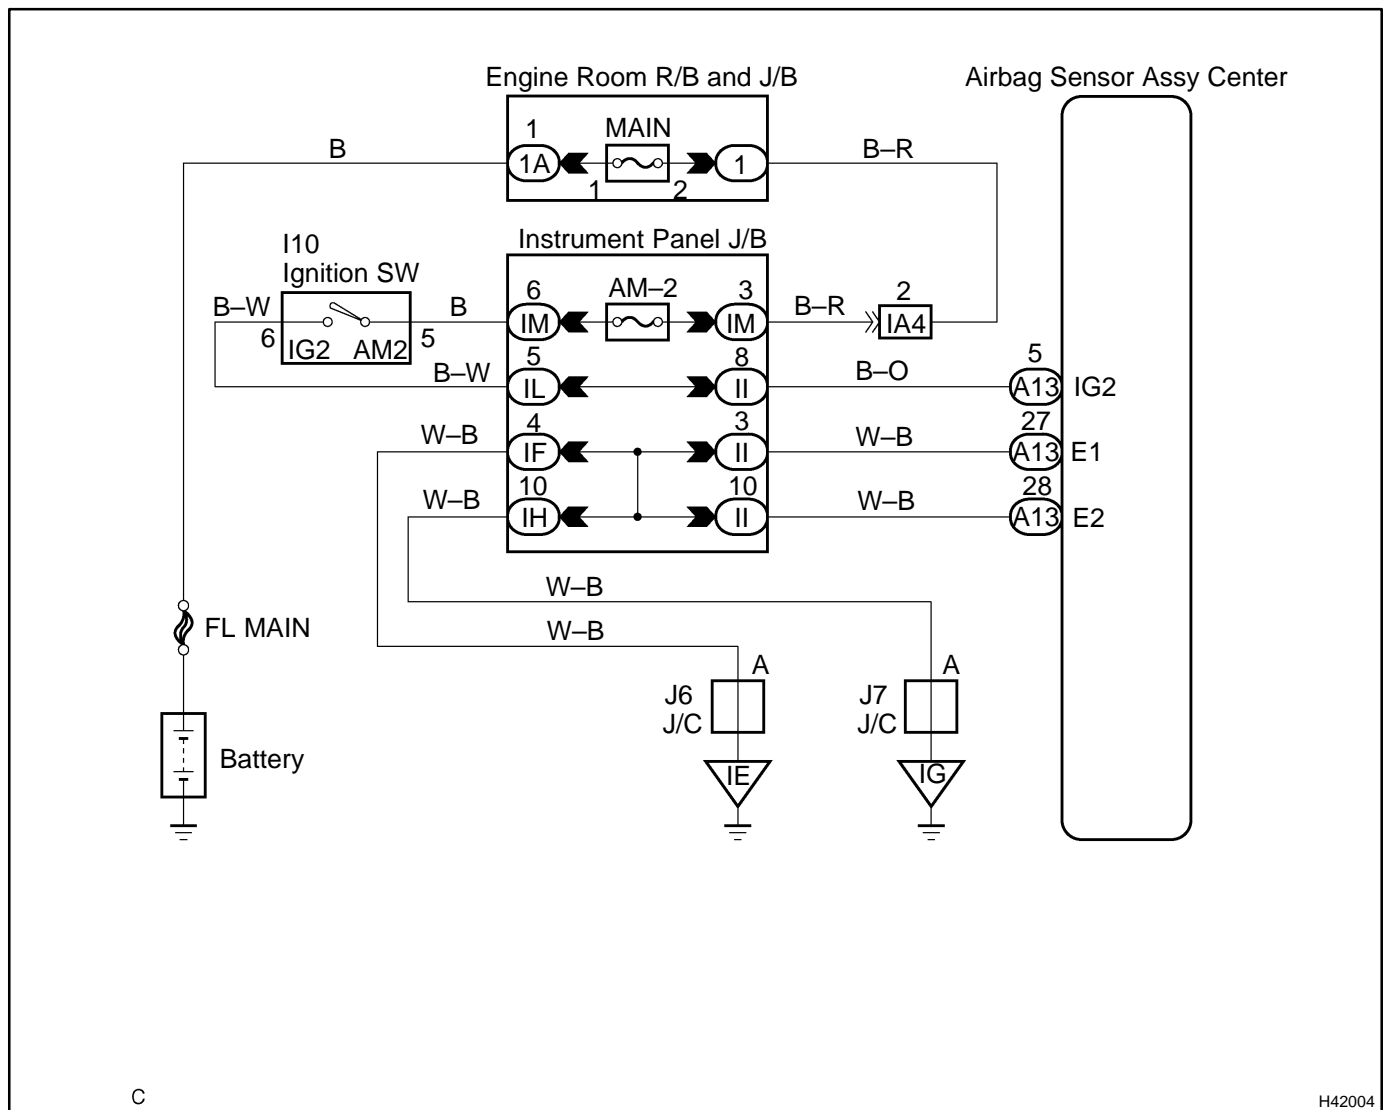 Engine Room R/B and J/B
Airbag Sensor Assy Center
1
MAIN
B
1A
1
B–R
1
2
Instrument Panel J/B
I10
Ignition SW
6
AM–2
3
2
B–W
B
IM
IM
B–R
IA4
6
IG2
AM2
5
B–W
5
IL
8
II
B–O
5
A13
IG2
W–B
4
IF
3
II
W–B
27
A13
E1
W–B
10
IH
10
II
W–B
28
A13
E2
W–B
W–B
FL MAIN
A
A
J6
J/C
J7
J/C
Battery
IE
IG
C
H42004